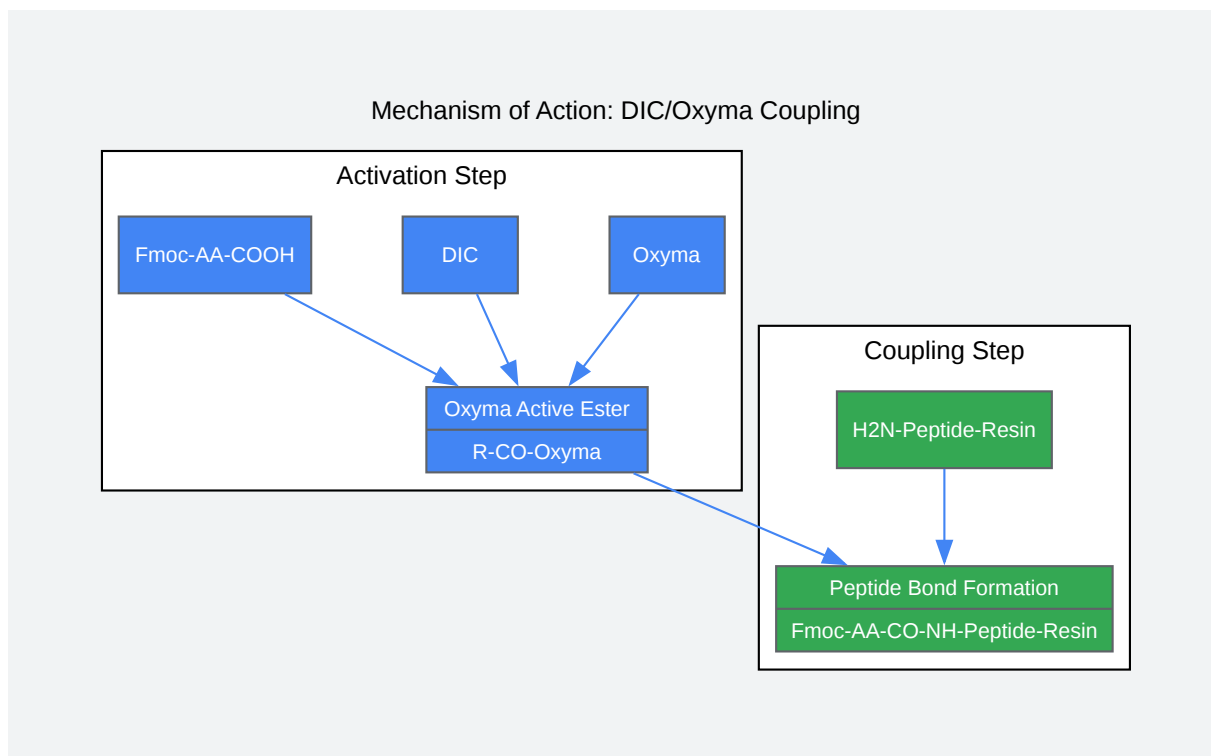 Mechanism of Action: DIC/Oxyma Coupling
Activation Step
Fmoc-AA-COOH
DIC
Oxyma
Oxyma Active Ester
R-CO-Oxyma
Coupling Step
H2N-Peptide-Resin
Peptide Bond Formation
Fmoc-AA-CO-NH-Peptide-Resin